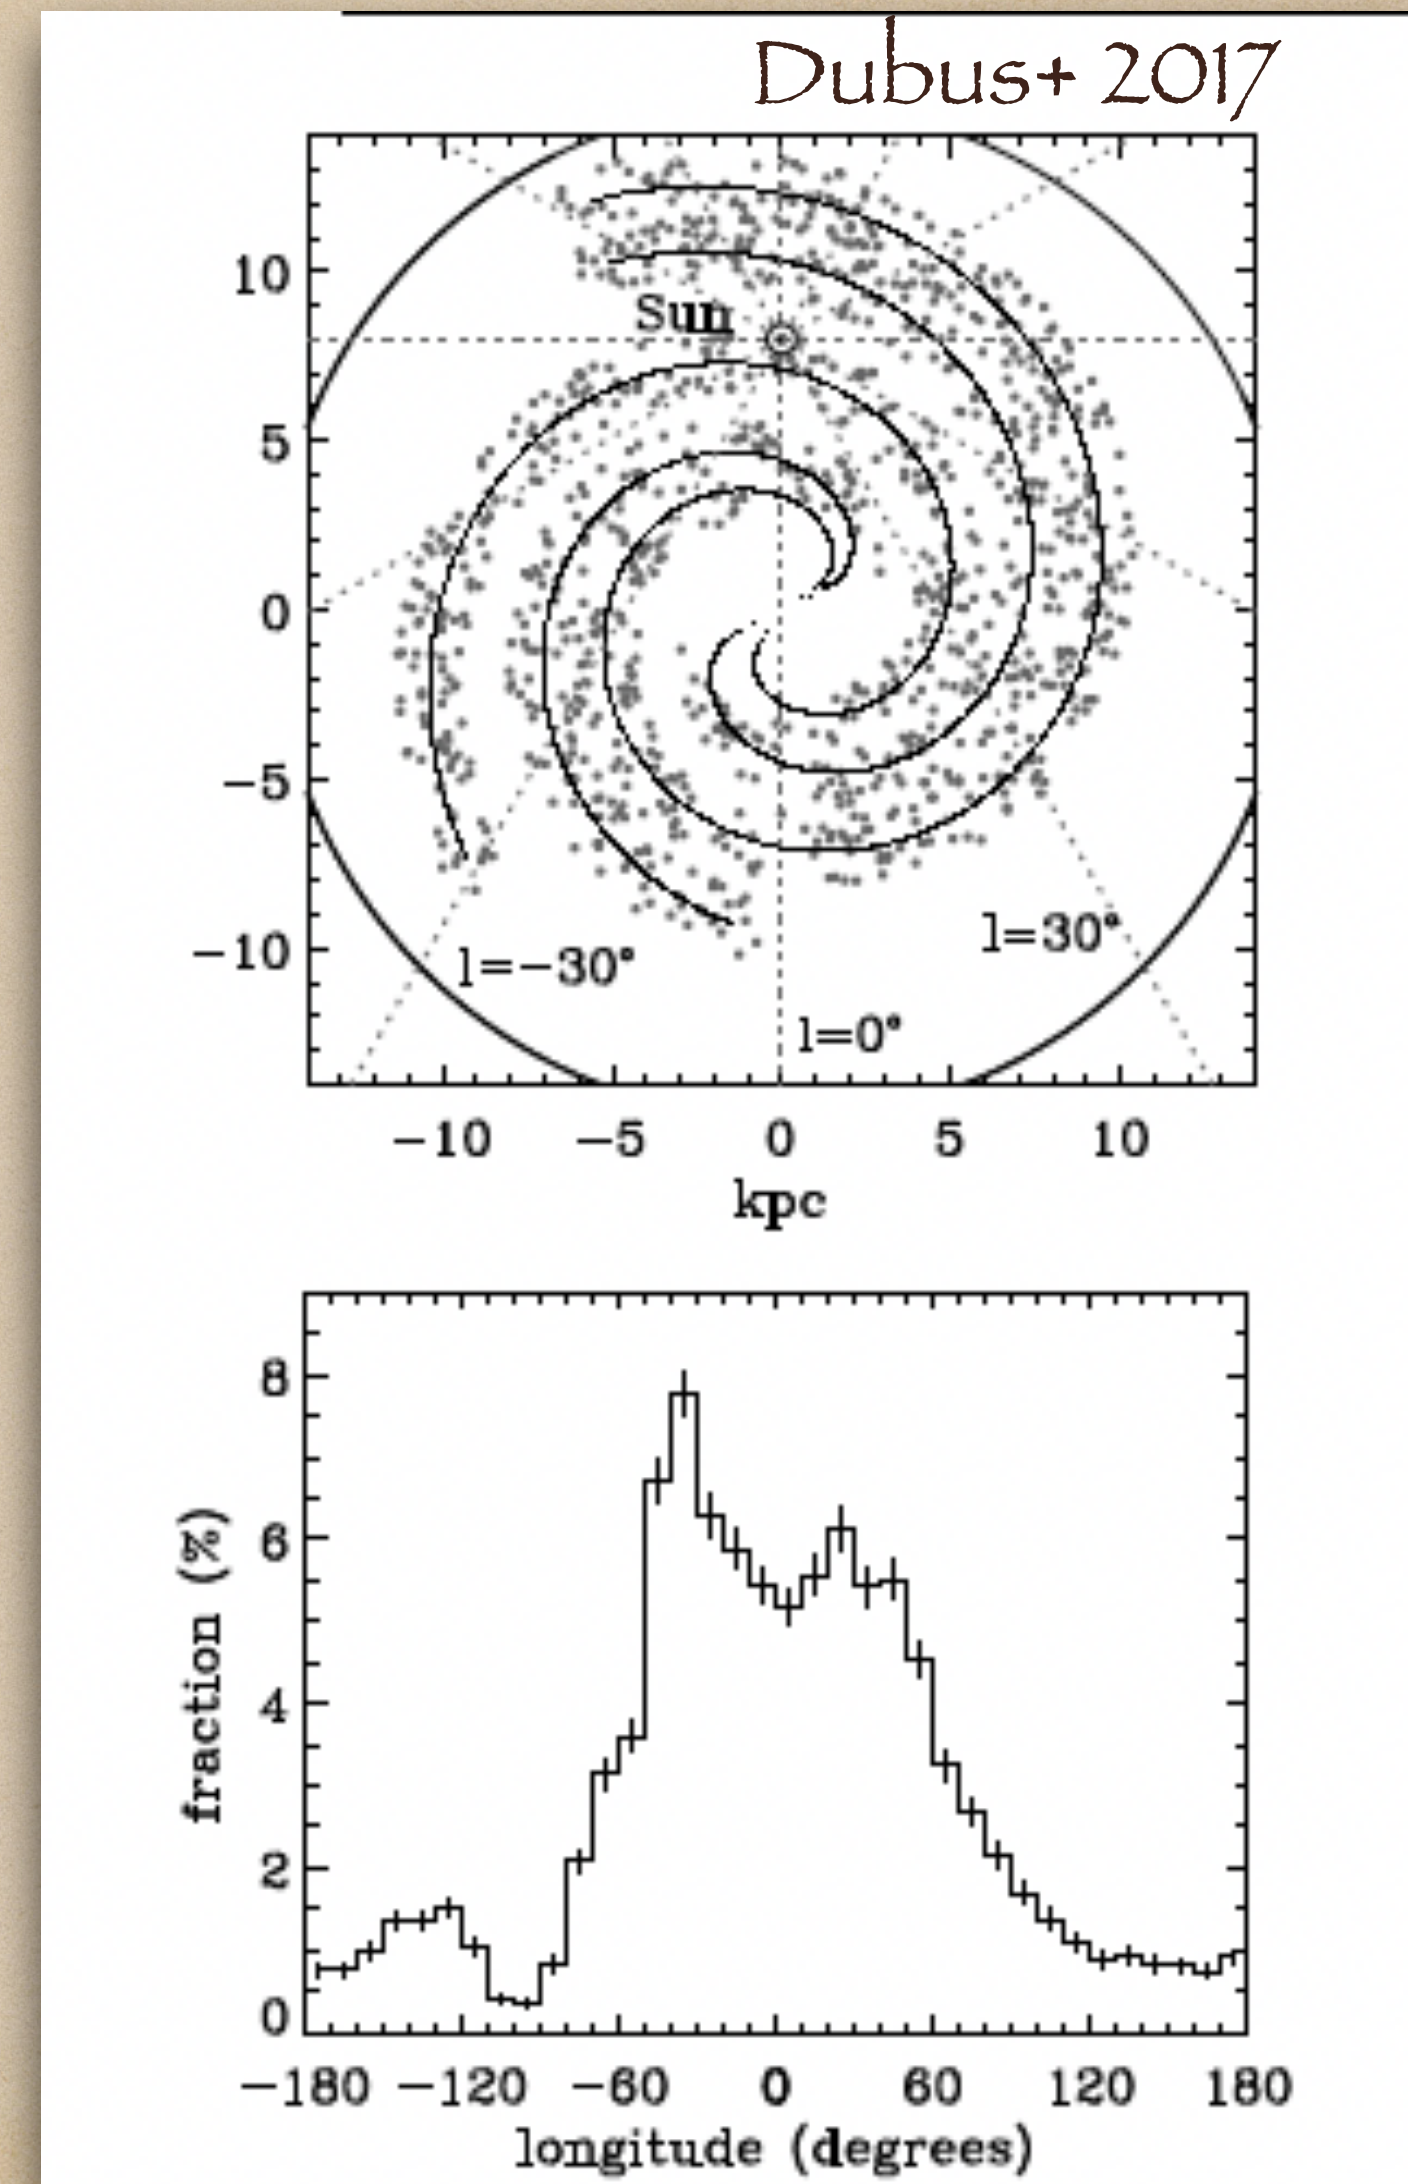 Dubus+ 2017
10
5
0
−5
−10
Sun
l=−30°
l=30°
l=0°
−10 −5 0 5 10
kpc
8
6
4
2
0
fraction (%)
−180 −120 −60 0 60 120 180
longitude (degrees)